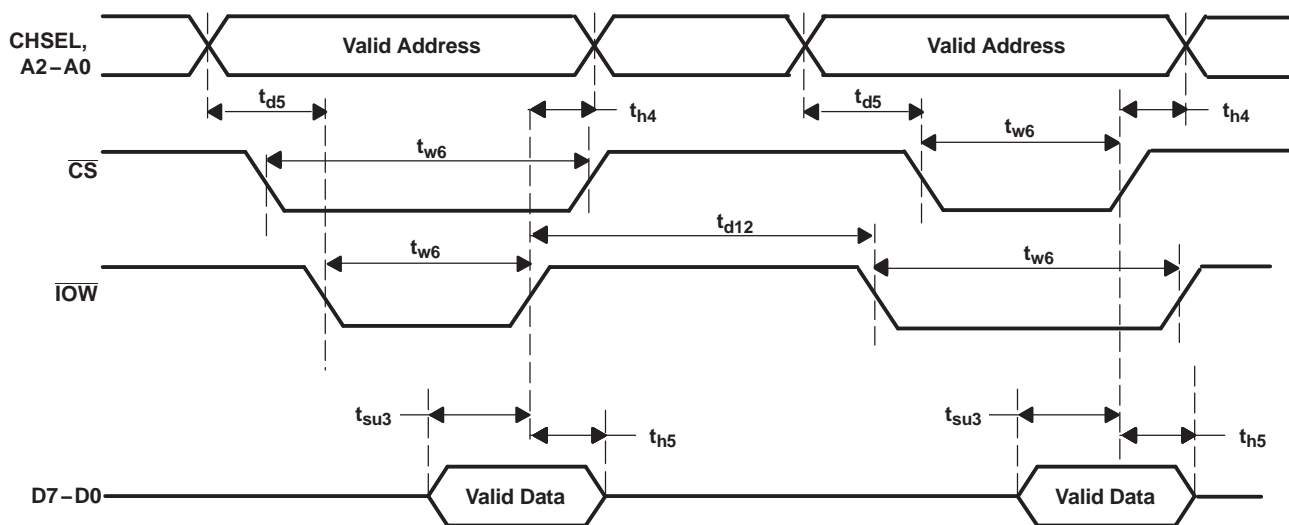 CHSEL,
A2–A0
Valid Address
Valid Address
td5
th4
td5
th4
CS
tw6
tw6
td12
IOW
tw6
tw6
tsu3
th5
tsu3
th5
D7–D0
Valid Data
Valid Data